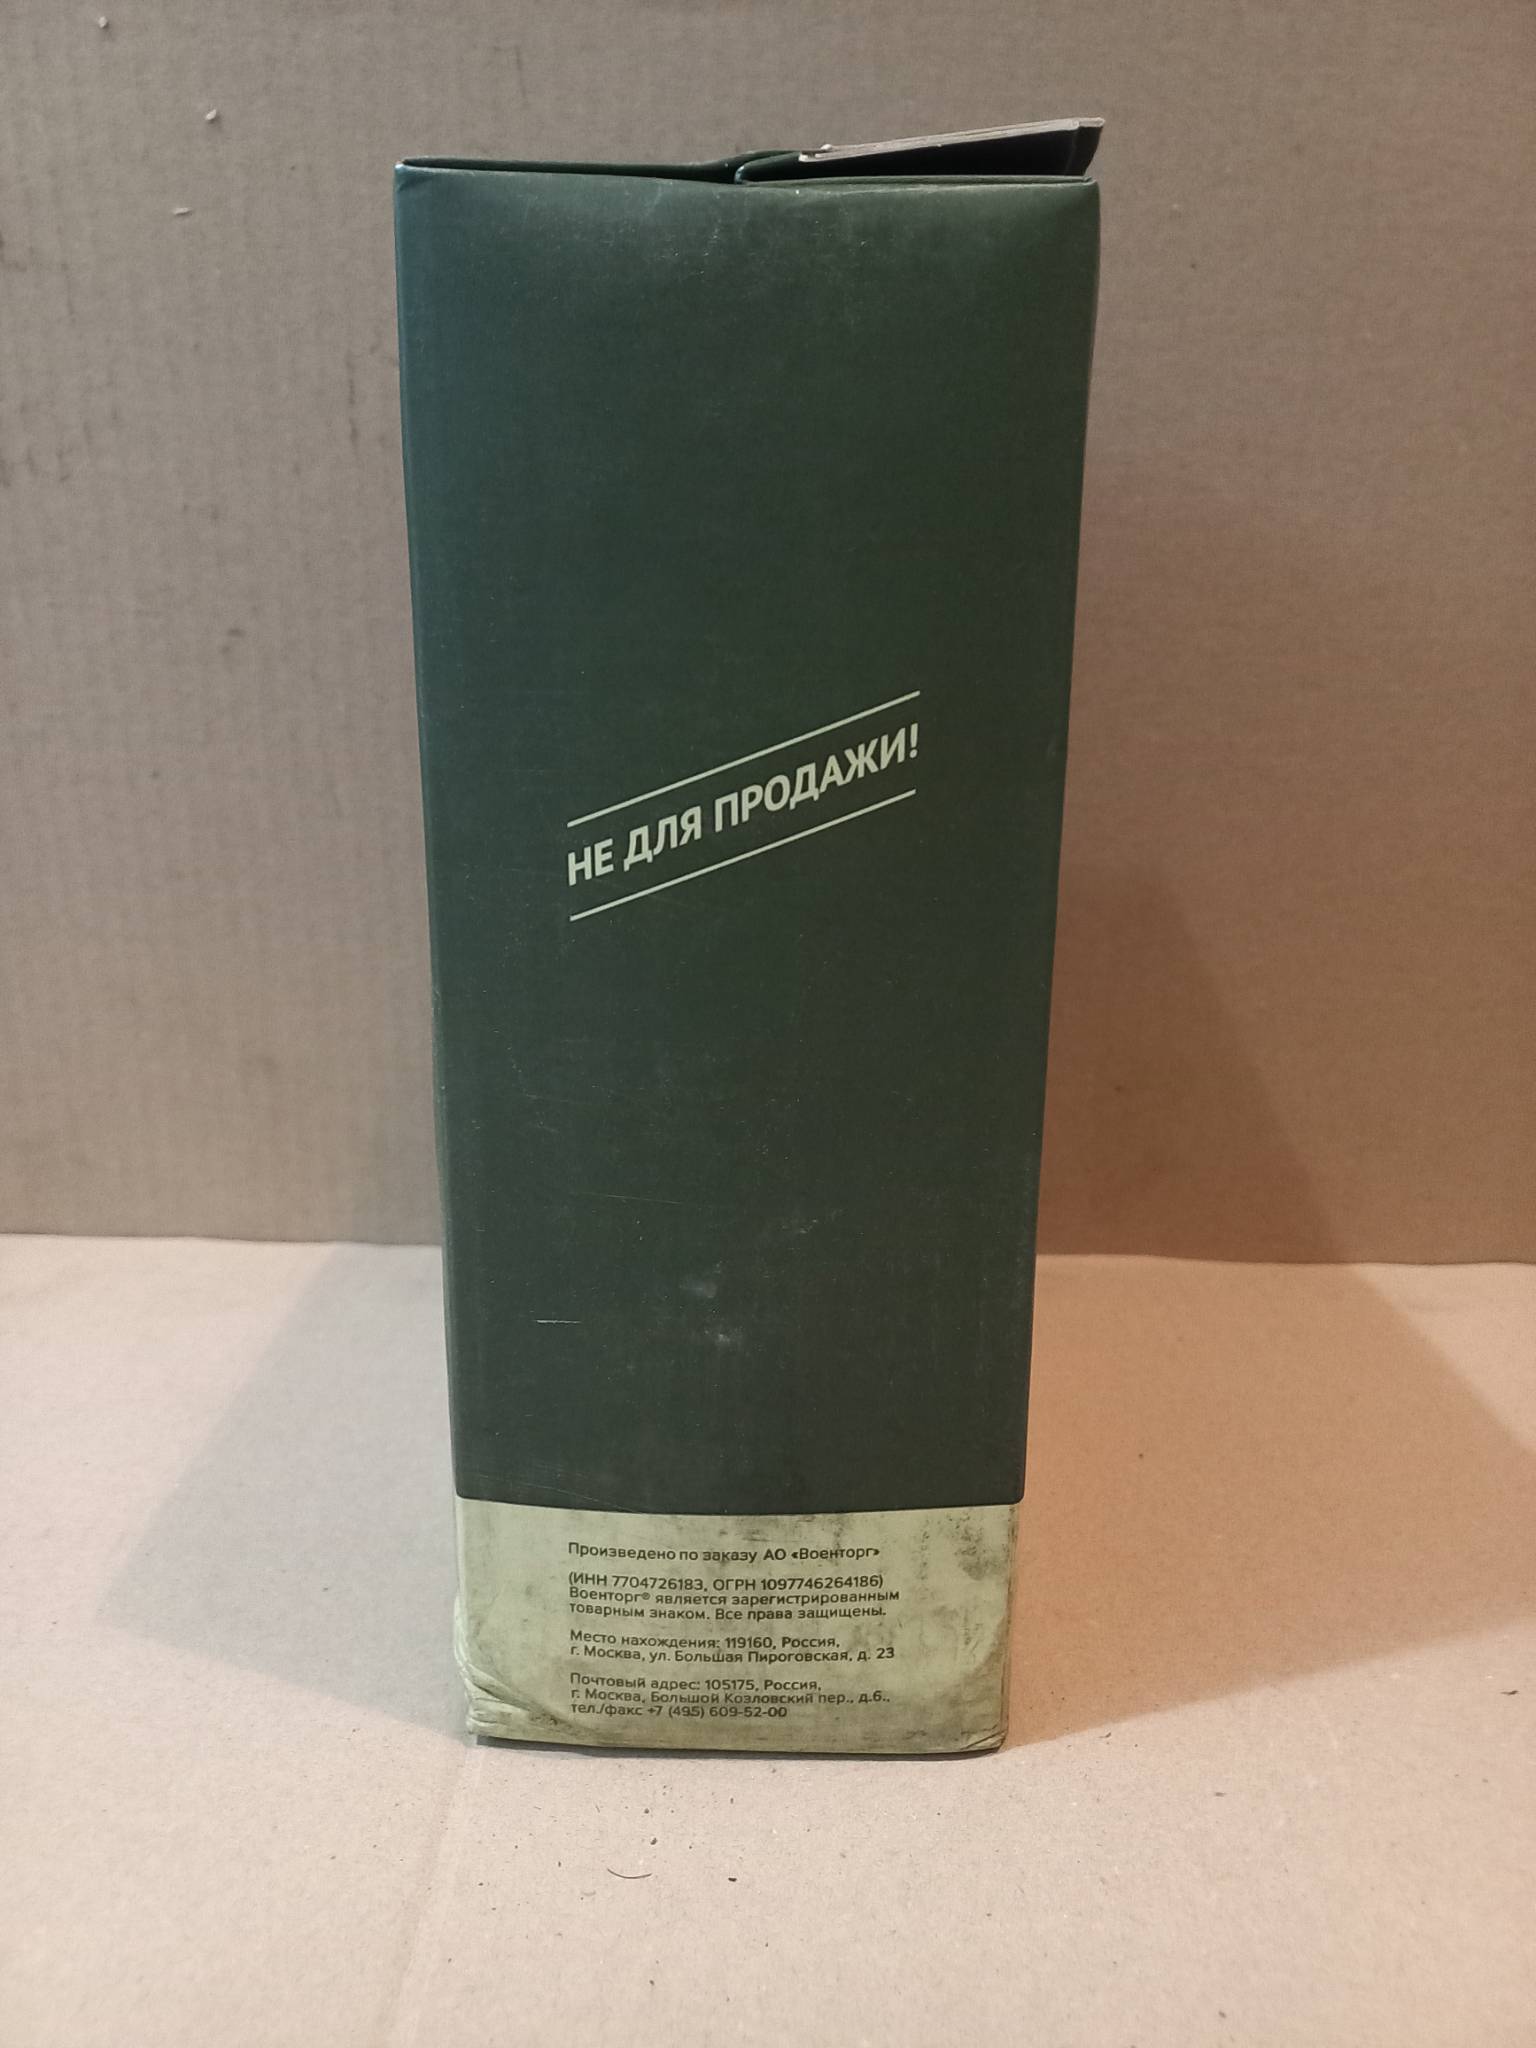 НЕ ДЛЯ ПРОДАЖИ!
Произведено по заказу АО «Военторг»
(ИНН 7704726183, ОГРН 1097746264186)
Военторг® является зарегистрированным
товарным знаком. Все права защищены.
Место нахождения: 119160, Россия,
г. Москва, ул. Большая Пироговская, д. 23
Почтовый адрес: 105175, Россия,
г. Москва, Большой Козловский пер., д.6.,
тел./факс +7 (495) 609-52-00